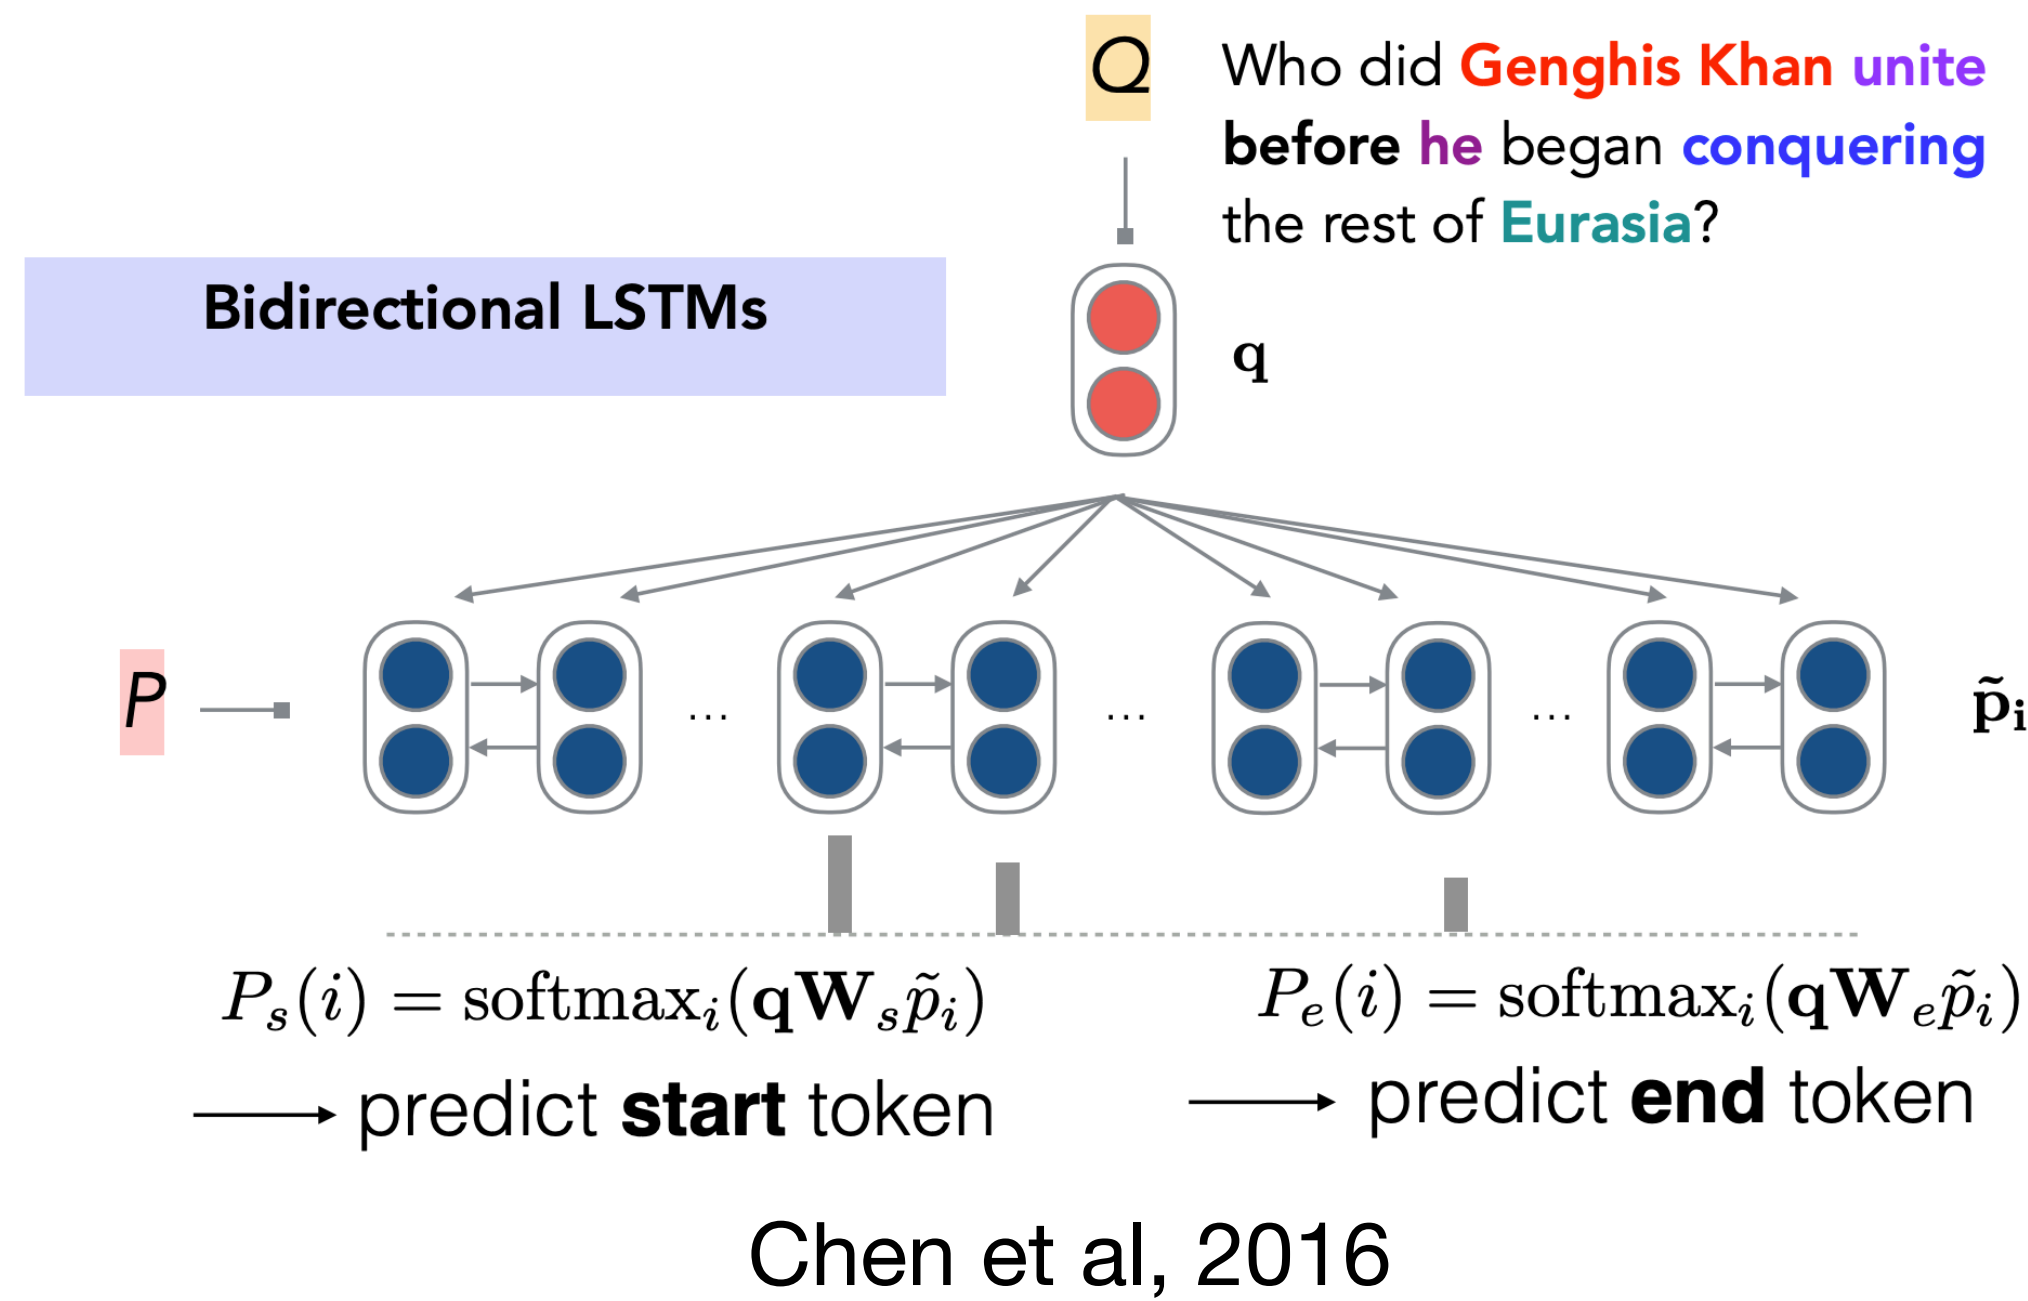 Q
Who did Genghis Khan unite
before he began conquering
the rest of Eurasia?
Bidirectional LSTMs
q
P
... ... ...
p̃ᵢ
Pₛ(i) = softmaxᵢ(qWₛp̃ᵢ)
Pₑ(i) = softmaxᵢ(qWₑp̃ᵢ)
predict start token
predict end token
Chen et al, 2016